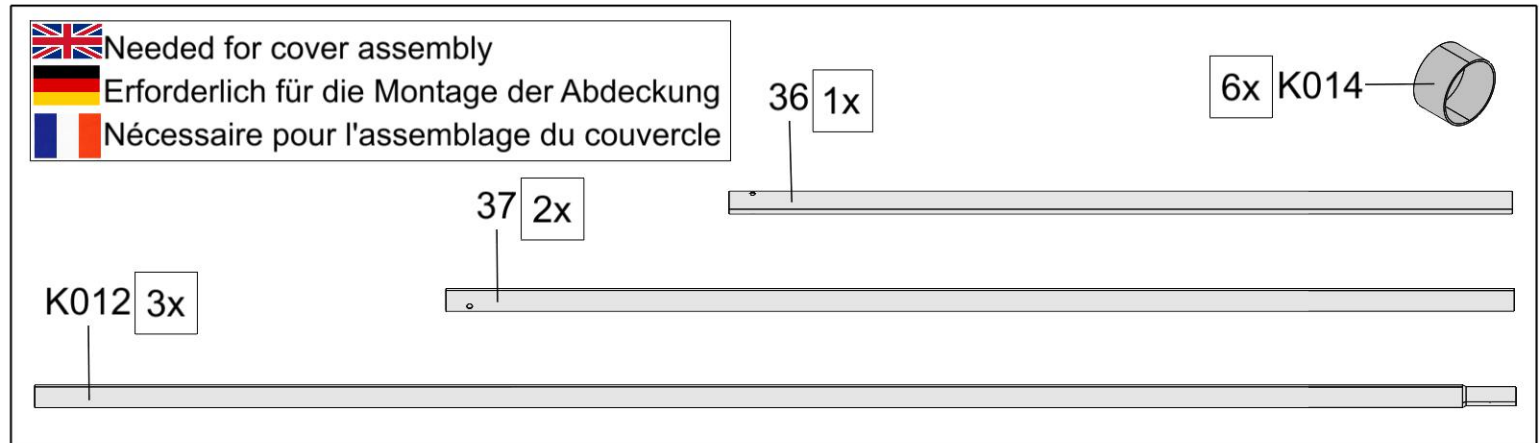 Needed for cover assembly
Erforderlich für die Montage der Abdeckung
Nécessaire pour l'assemblage du couvercle
36 1x
6x K014
37 2x
K012 3x